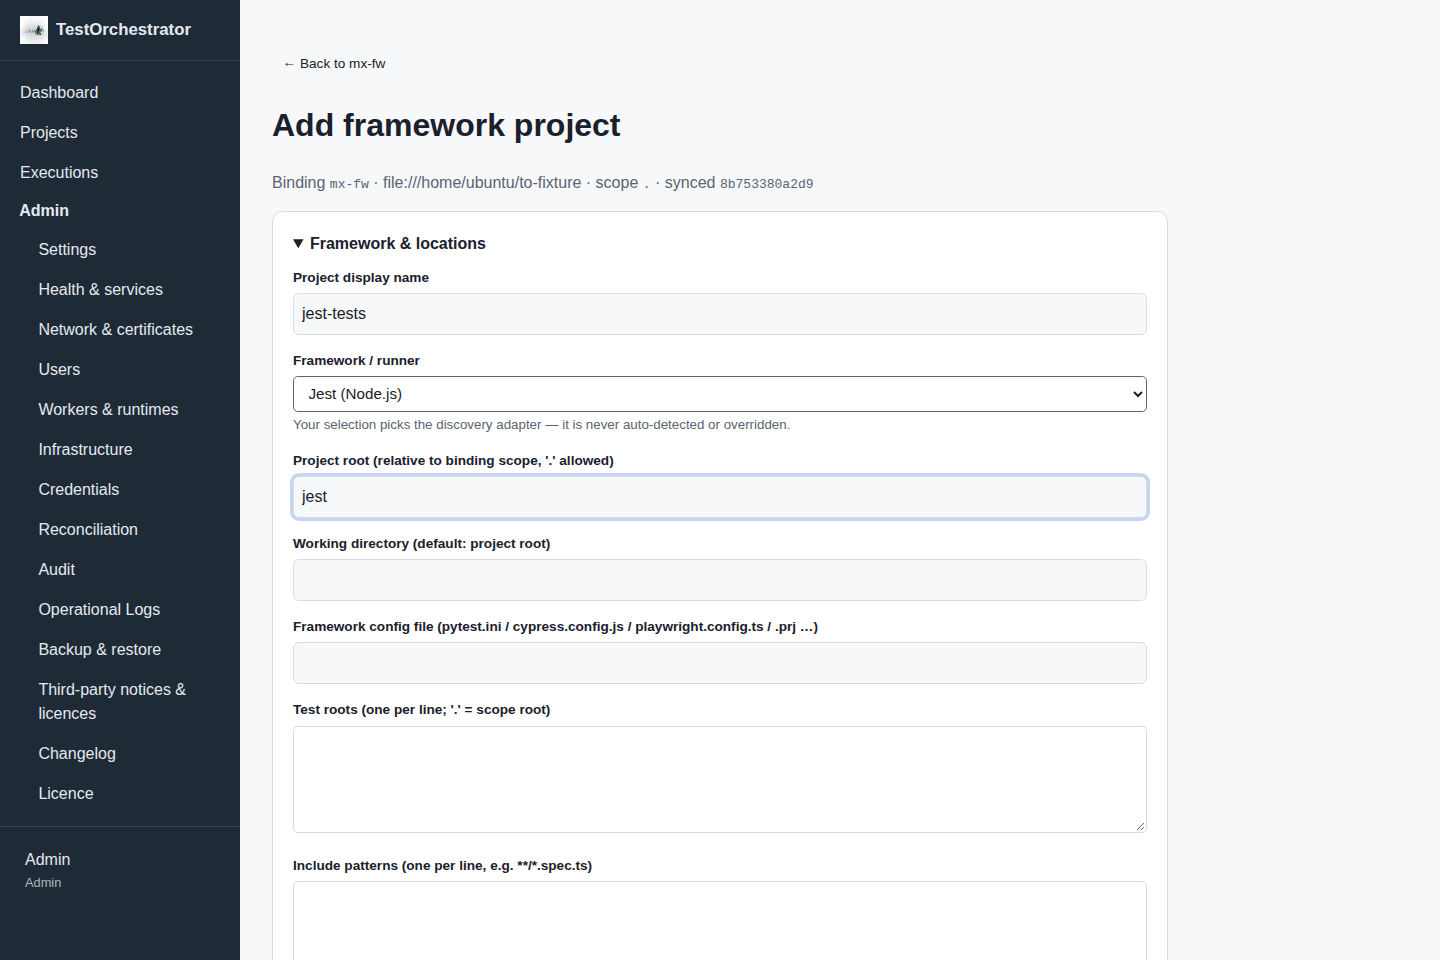 TestOrchestrator
Dashboard
Projects
Executions
Admin
Settings
Health & services
Network & certificates
Users
Workers & runtimes
Infrastructure
Credentials
Reconciliation
Audit
Operational Logs
Backup & restore
Third-party notices &
licences
Changelog
Licence
Admin
Admin
← Back to mx-fw
Add framework project
Binding mx-fw · file:///home/ubuntu/to-fixture · scope . · synced 8b753380a2d9
▼ Framework & locations
Project display name
jest-tests
Framework / runner
Jest (Node.js)
Your selection picks the discovery adapter — it is never auto-detected or overridden.
Project root (relative to binding scope, '.' allowed)
jest
Working directory (default: project root)
Framework config file (pytest.ini / cypress.config.js / playwright.config.ts / .prj …)
Test roots (one per line; '.' = scope root)
Include patterns (one per line, e.g. **/*.spec.ts)